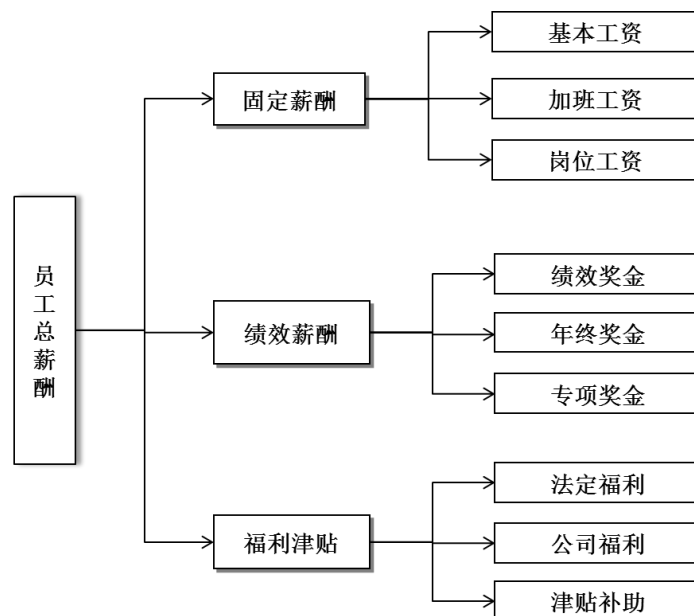 员工总薪酬
固定薪酬
基本工资
加班工资
岗位工资
绩效薪酬
绩效奖金
年终奖金
专项奖金
福利津贴
法定福利
公司福利
津贴补助